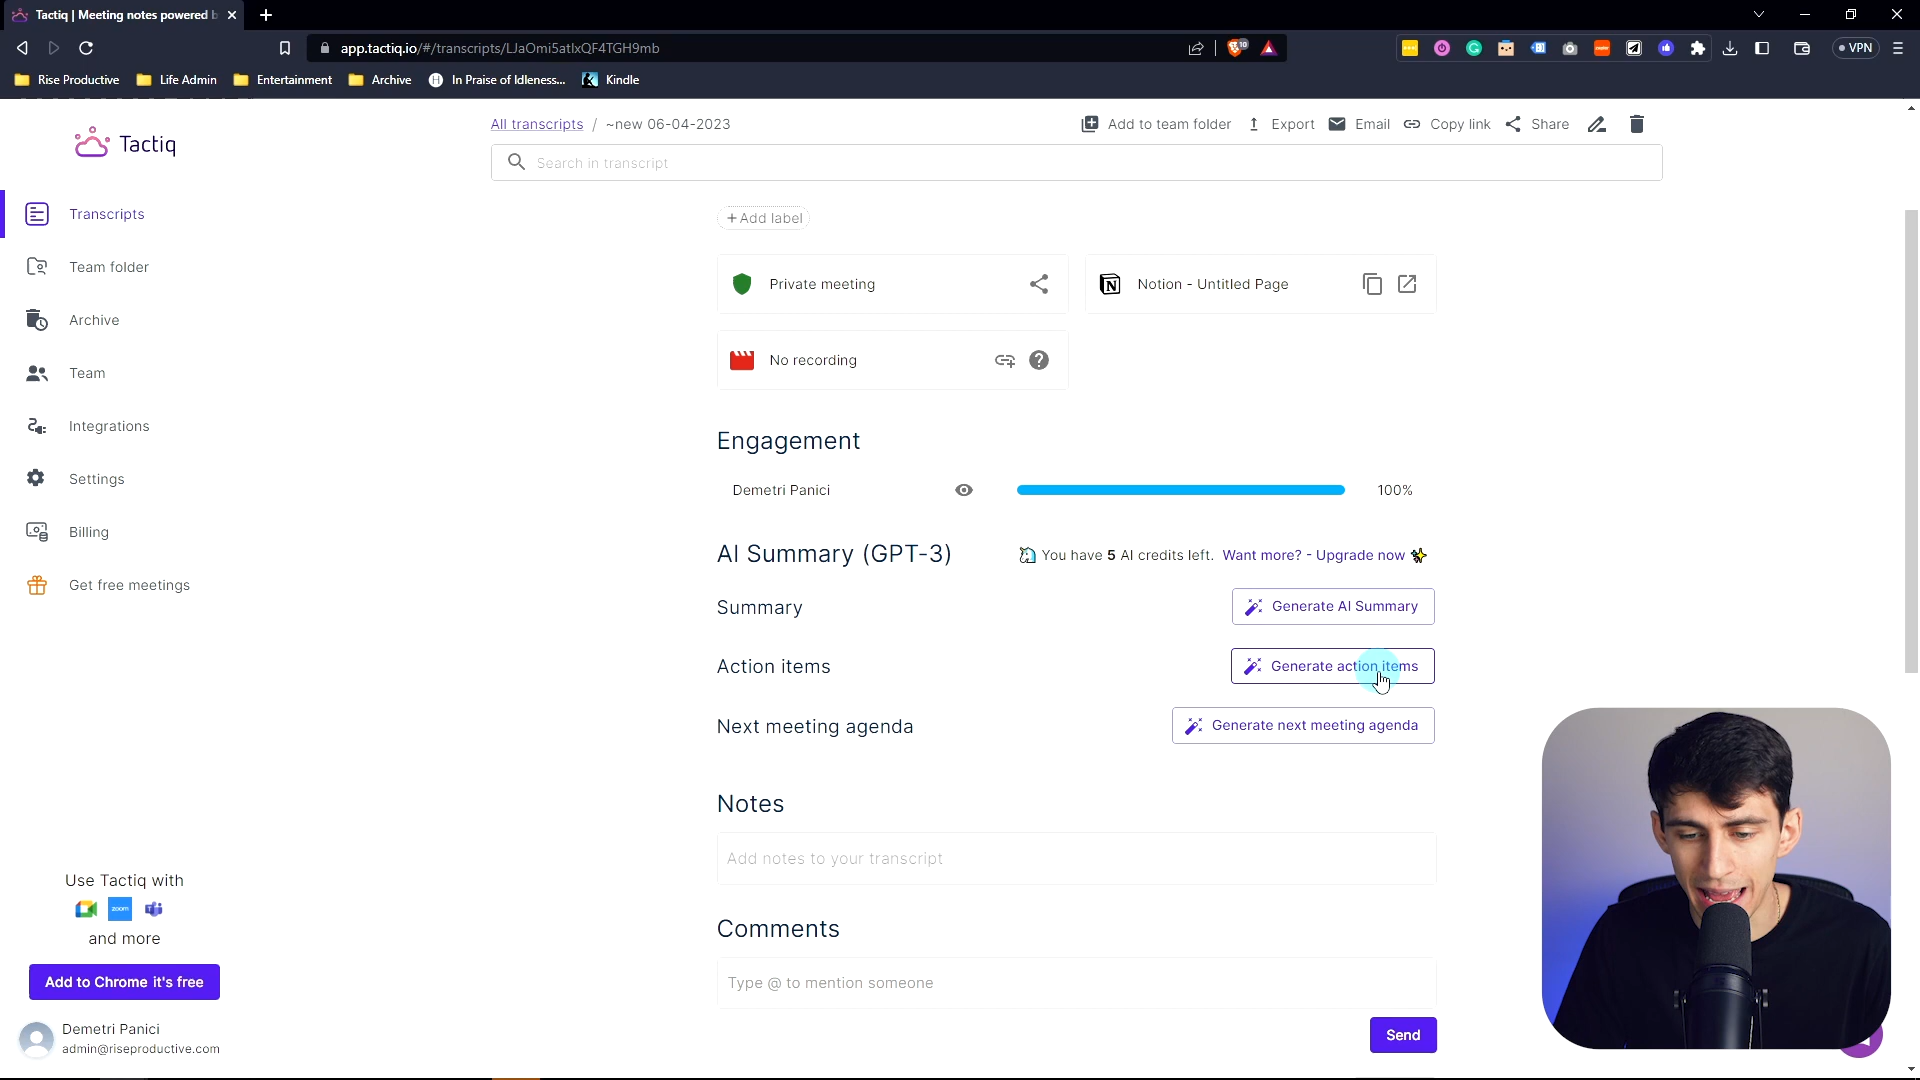 Tactiq | Meeting notes powered b
app.tactiq.io/#/transcripts/LJaOmi5atlxQF4TGH9mb
10
VPN
Rise Productive
Life Admin
Entertainment
Archive
In Praise of Idleness...
Kindle
Tactiq
All transcripts / ~new 06-04-2023
Add to team folder
Export
Email
Copy link
Share
Search in transcript
Transcripts
Team folder
Archive
Team
Integrations
Settings
Billing
Get free meetings
+ Add label
Private meeting
Notion - Untitled Page
No recording
Engagement
Demetri Panici
100%
AI Summary (GPT-3)
You have 5 AI credits left. Want more? - Upgrade now
Summary
Generate AI Summary
Action items
Generate action items
Next meeting agenda
Generate next meeting agenda
Notes
Add notes to your transcript
Comments
Type @ to mention someone
Send
Use Tactiq with
zoom
and more
Add to Chrome it's free
Demetri Panici
admin@riseproductive.com